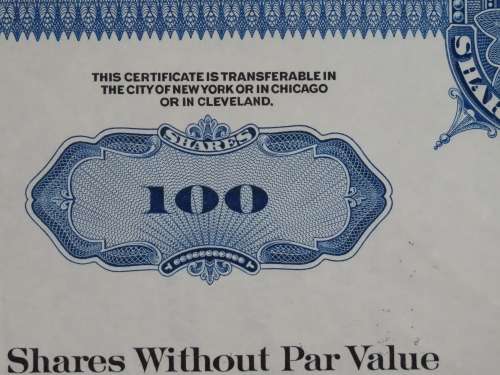 SHARES
THIS CERTIFICATE IS TRANSFERABLE IN
THE CITY OF NEW YORK OR IN CHICAGO
OR IN CLEVELAND.
SHARES
100
Shares Without Par Value